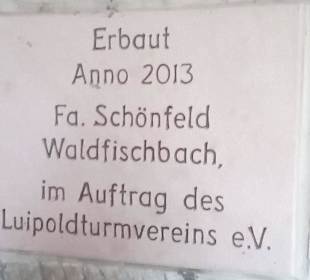 Erbaut
Anno 2013
Fa. Schönfeld
Waldfischbach,
im Auftrag des
Luipoldturmvereins e.V.